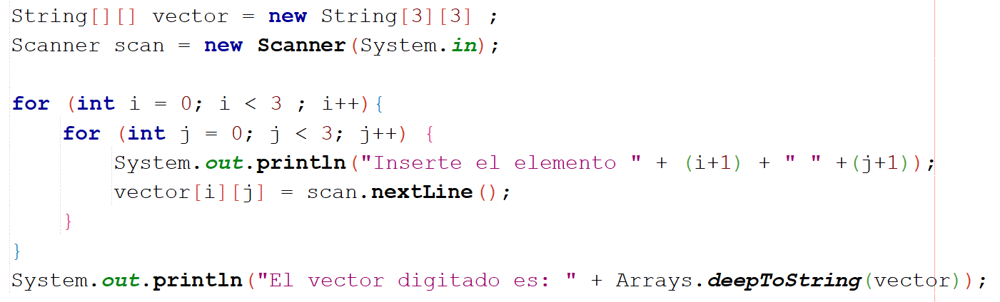 String[][] vector = new String[3][3] ;
Scanner scan = new Scanner(System.in);
for (int i = 0; i < 3 ; i++){
for (int j = 0; j < 3; j++) {
System.out.println("Inserte el elemento " + (i+1) + " " +(j+1));
vector[i][j] = scan.nextLine();
}
}
System.out.println("El vector digitado es: " + Arrays.deepToString(vector));